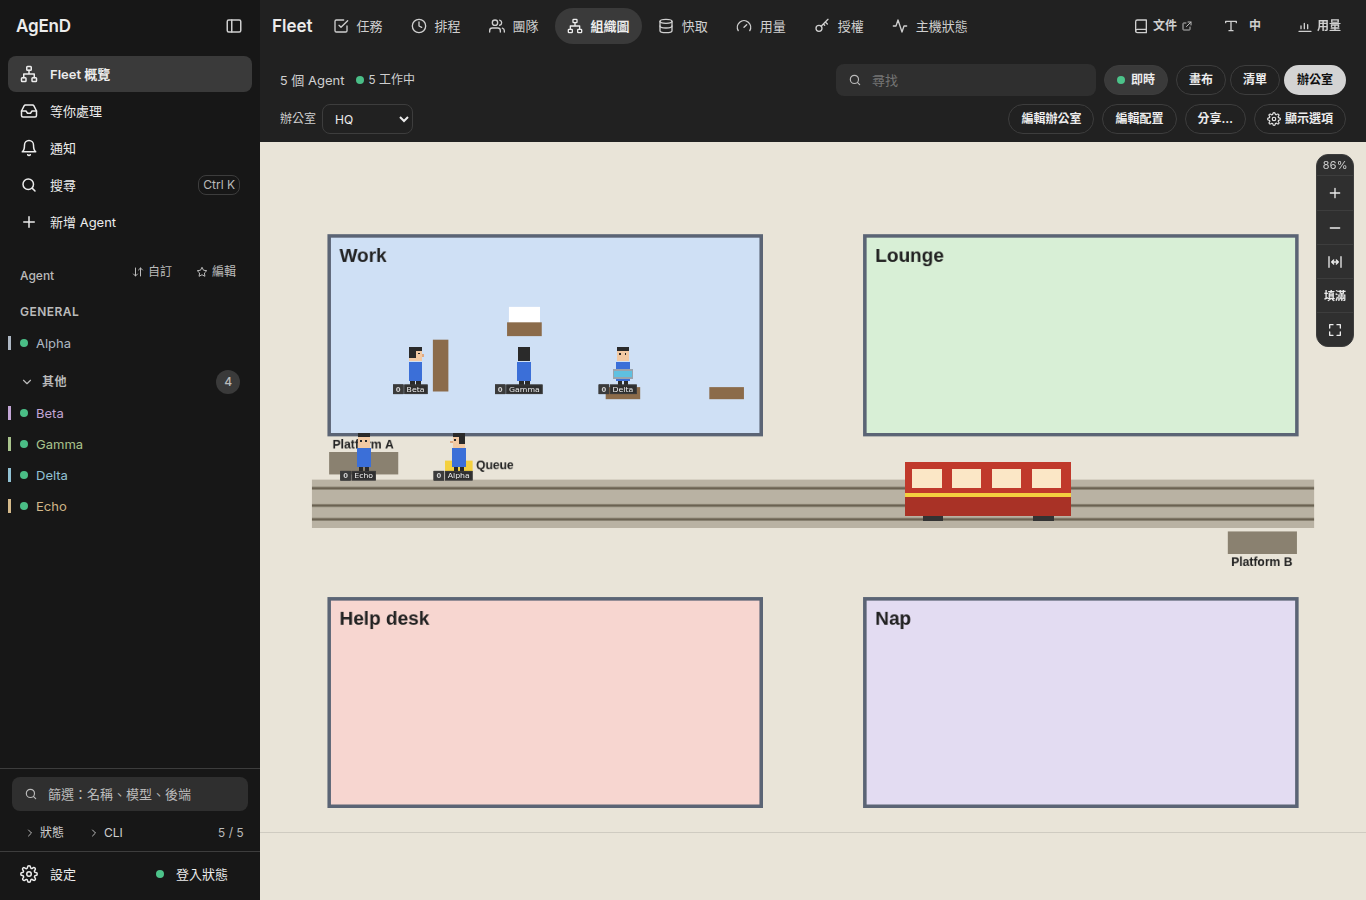 AgEnD
Fleet 概覽
等你處理
通知
搜尋
Ctrl K
新增 Agent
Agent
自訂
編輯
GENERAL
Alpha
其他
4
Beta
Gamma
Delta
Echo
篩選：名稱、模型、後端
狀態
CLI
5 / 5
設定
登入狀態
Fleet
任務
排程
團隊
組織圖
快取
用量
授權
主機狀態
文件
中
用量
5 個 Agent
5 工作中
尋找
即時
畫布
清單
辦公室
辦公室
HQ
編輯辦公室
編輯配置
分享…
顯示選項
86%
填滿
Work
Lounge
0 Beta
0 Gamma
0 Delta
Platform A
0 Echo
0 Alpha
Queue
Platform B
Help desk
Nap